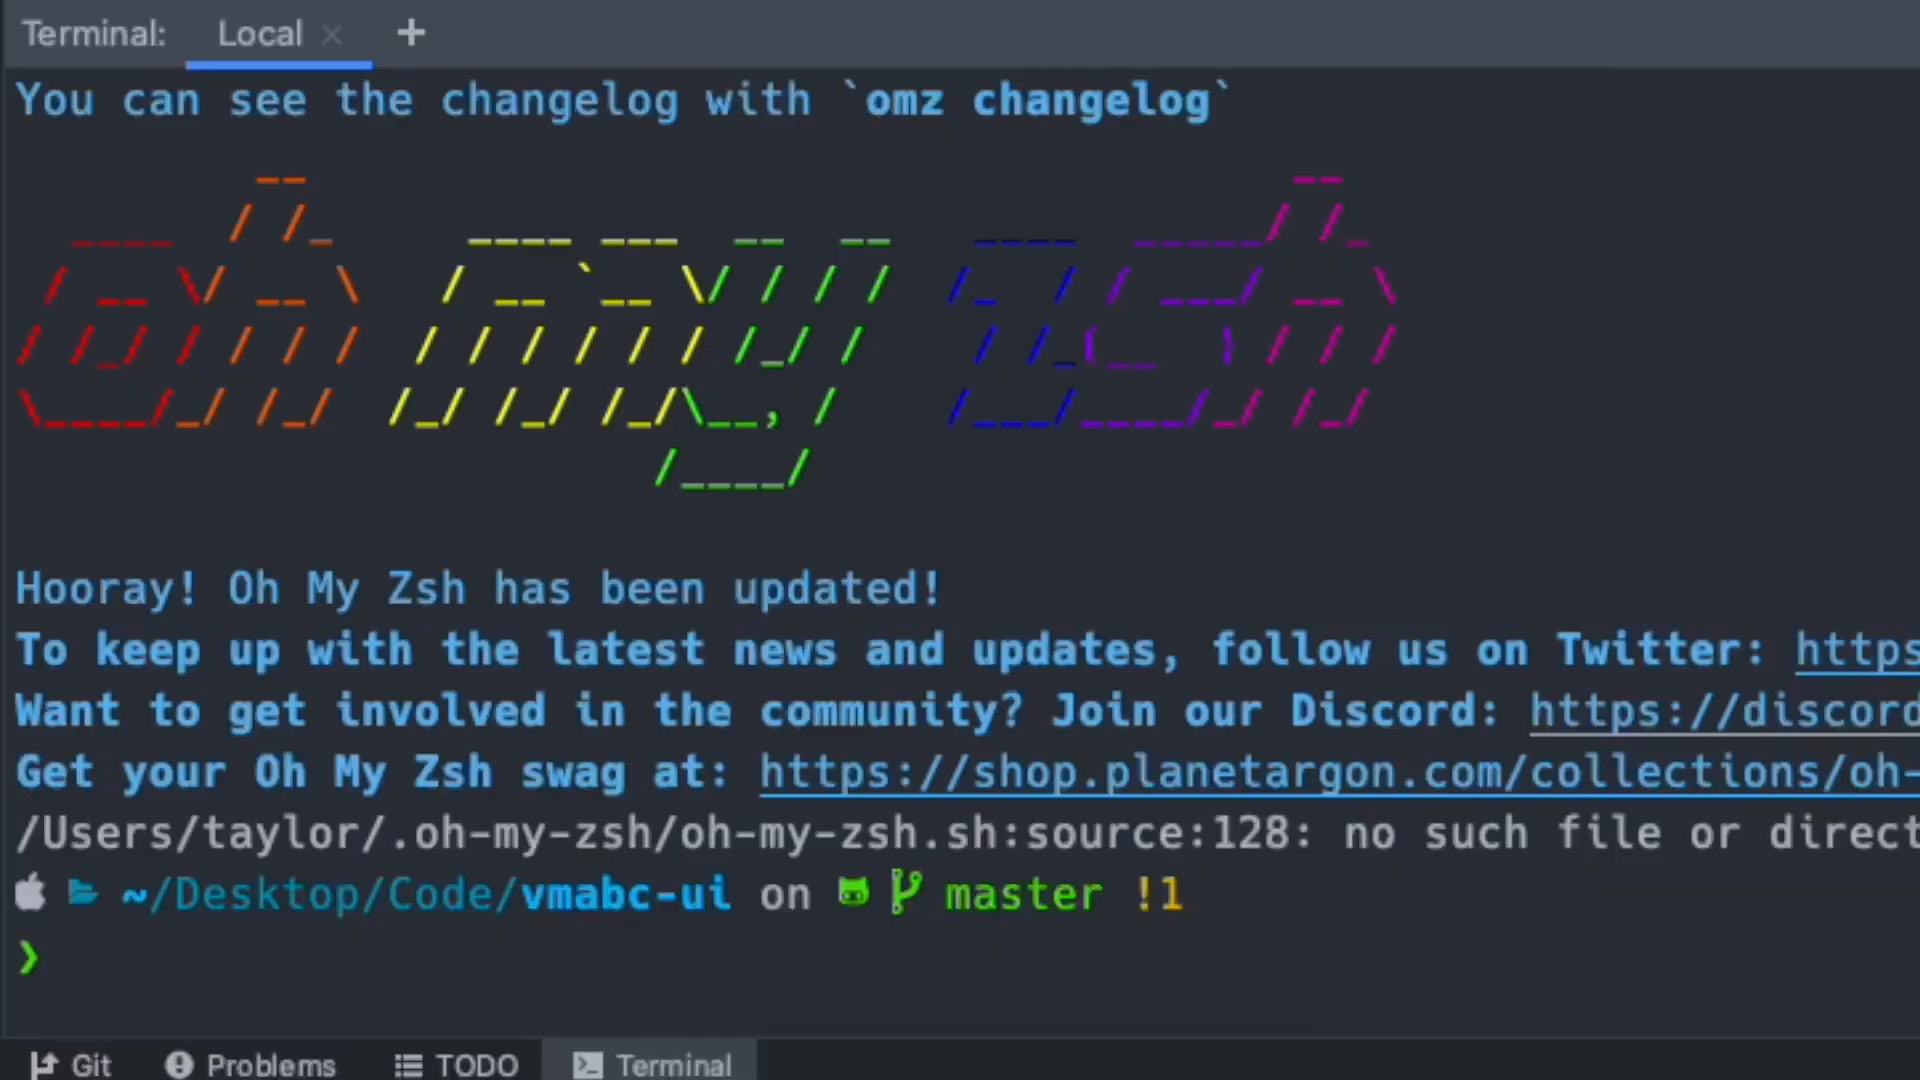 Terminal: Local × +
You can see the changelog with `omz changelog`
oh my zsh
Hooray! Oh My Zsh has been updated!
To keep up with the latest news and updates, follow us on Twitter: https
Want to get involved in the community? Join our Discord: https://discord
Get your Oh My Zsh swag at: https://shop.planetargon.com/collections/oh-
/Users/taylor/.oh-my-zsh/oh-my-zsh.sh:source:128: no such file or direct
~/Desktop/Code/vmabc-ui on master !1
❯
Git Problems TODO Terminal